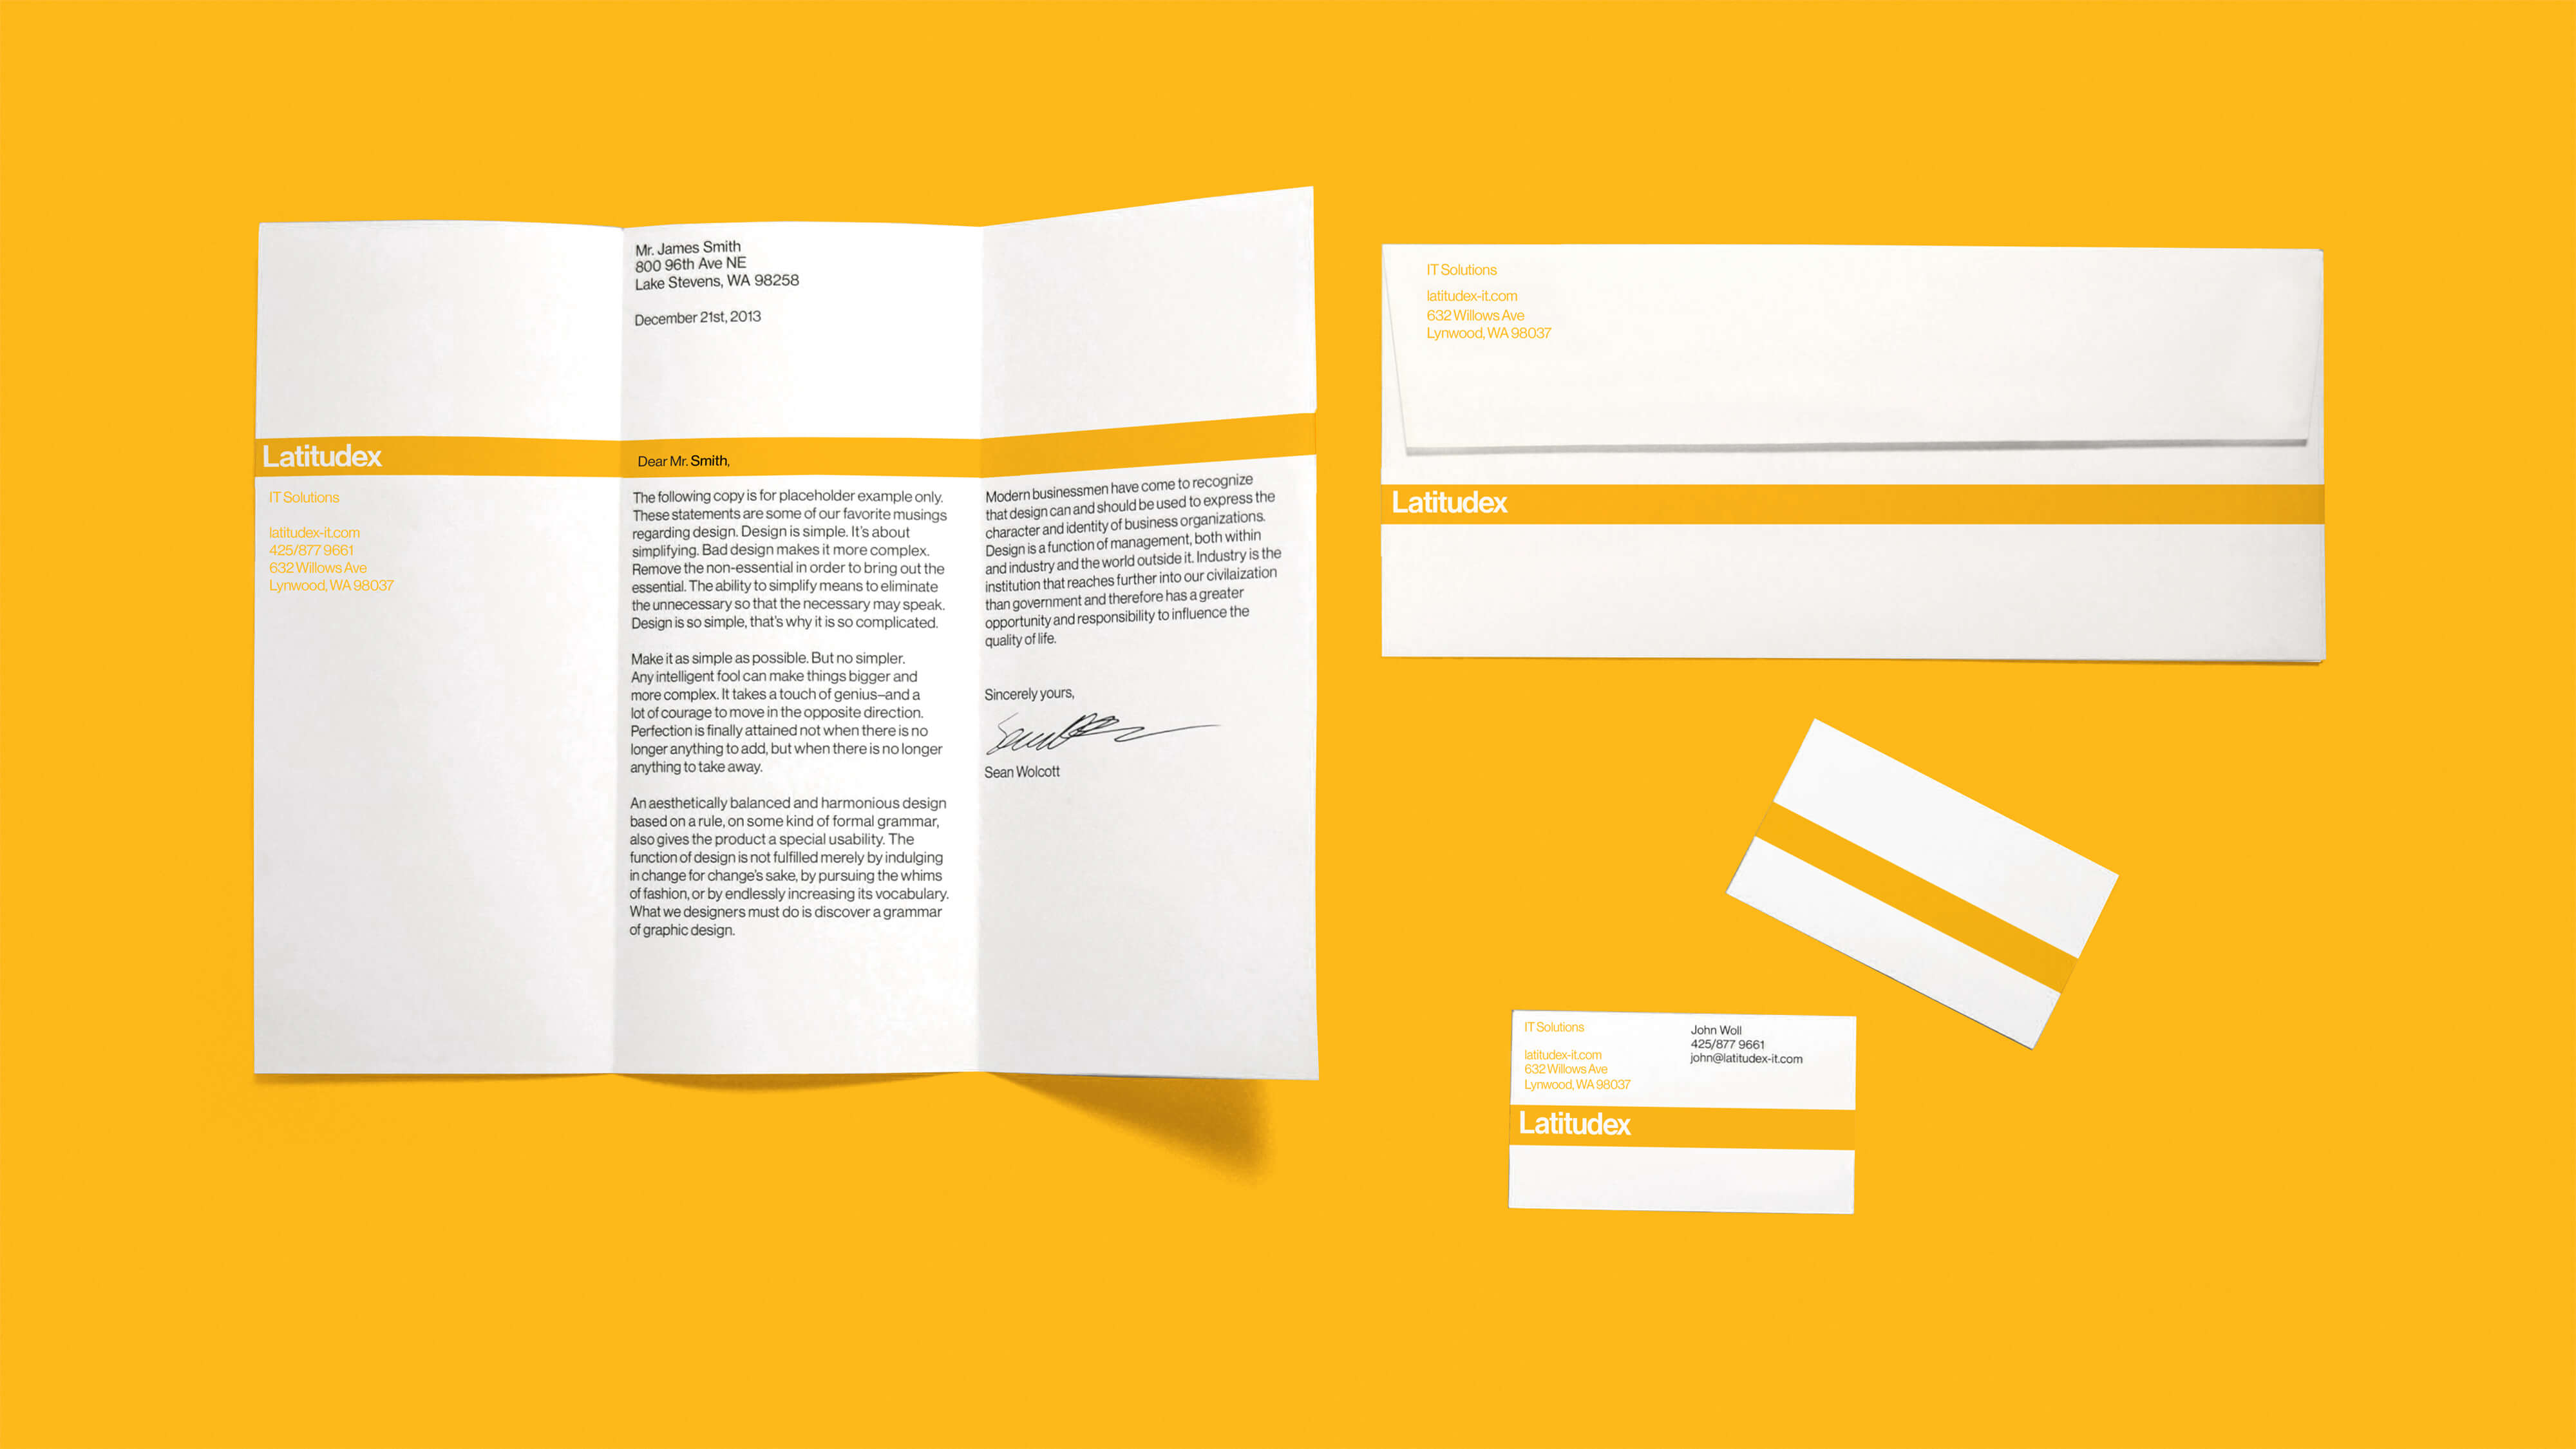 Mr. James Smith
800 96th Ave NE
Lake Stevens, WA 98258
December 21st, 2013
Latitudex
IT Solutions
latitudex-it.com
425/877 9661
632 Willows Ave
Lynwood, WA 98037
Dear Mr. Smith,
The following copy is for placeholder example only.
These statements are some of our favorite musings
regarding design. Design is simple. It's about
simplifying. Bad design makes it more complex.
Remove the non-essential in order to bring out the
essential. The ability to simplify means to eliminate
the unnecessary so that the necessary may speak.
Design is so simple, that's why it is so complicated.
Make it as simple as possible. But no simpler.
Any intelligent fool can make things bigger and
more complex. It takes a touch of genius–and a
lot of courage to move in the opposite direction.
Perfection is finally attained not when there is no
longer anything to add, but when there is no longer
anything to take away.
An aesthetically balanced and harmonious design
based on a rule, on some kind of formal grammar,
also gives the product a special usability. The
function of design is not fulfilled merely by indulging
in change for change's sake, by pursuing the whims
of fashion, or by endlessly increasing its vocabulary.
What we designers must do is discover a grammar
of graphic design.
Modern businessmen have come to recognize
that design can and should be used to express the
character and identity of business organizations.
Design is a function of management, both within
and industry and the world outside it. Industry is the
institution that reaches further into our civilaization
than government and therefore has a greater
opportunity and responsibility to influence the
quality of life.
Sincerely yours,
Sean Wolcott
IT Solutions
latitudex-it.com
632 Willows Ave
Lynwood, WA 98037
Latitudex
IT Solutions
latitudex-it.com
632 Willows Ave
Lynwood, WA 98037
John Woll
425/877 9661
john@latitudex-it.com
Latitudex